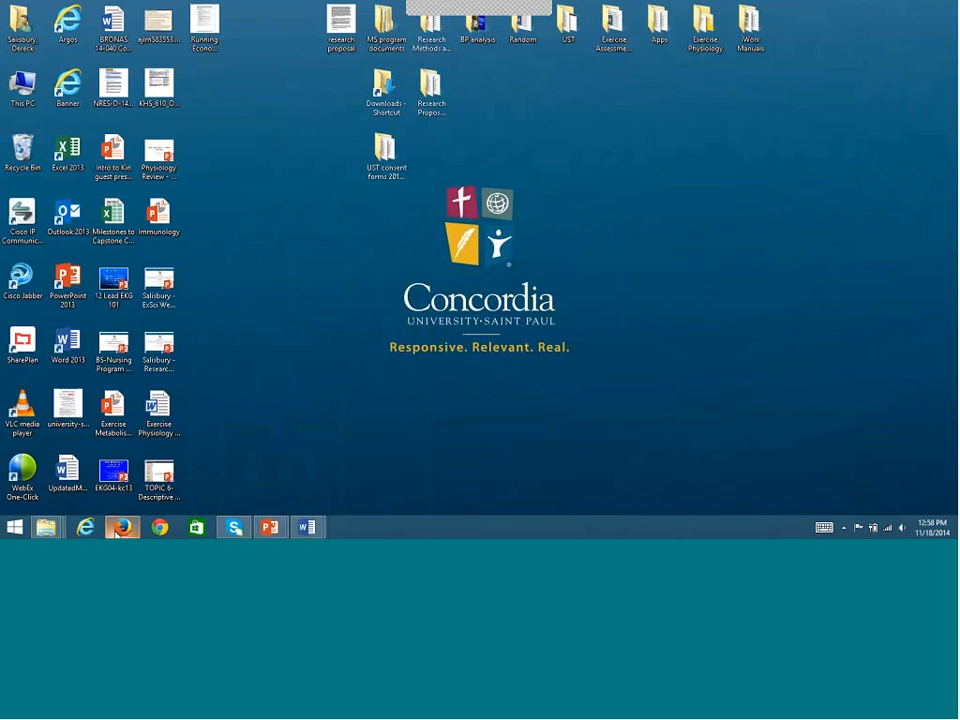 Salisbury, Dereck
Argos
BRONAS 14-040 Co...
ajlm583553...
Running Econo...
research proposal
MS program documents
Research Methods a...
BP analysis
Random
UST
Exercise Assessme...
Apps
Exercise Physiology
iWorx Manuals
This PC
Banner
NRES-D-14...
KHS_610_O...
Downloads - Shortcut
Research Propos...
Recycle Bin
Excel 2013
Intro to Kin guest pres...
Physiology Review - ...
UST consent forms 201...
Cisco IP Communic...
Outlook 2013
Milestones to Capstone C...
Immunology
Cisco Jabber
PowerPoint 2013
12 Lead EKG 101
Salisbury - ExSci We...
Concordia
UNIVERSITY·SAINT PAUL
Responsive. Relevant. Real.
SharePlan
Word 2013
BS-Nursing Program ...
Salisbury - Researc...
VLC media player
university-s...
Exercise Metabolis...
Exercise Physiology ...
WebEx One-Click
UpdatedM...
EKG04-kc13
TOPIC 6- Descriptive ...
12:58 PM
11/18/2014